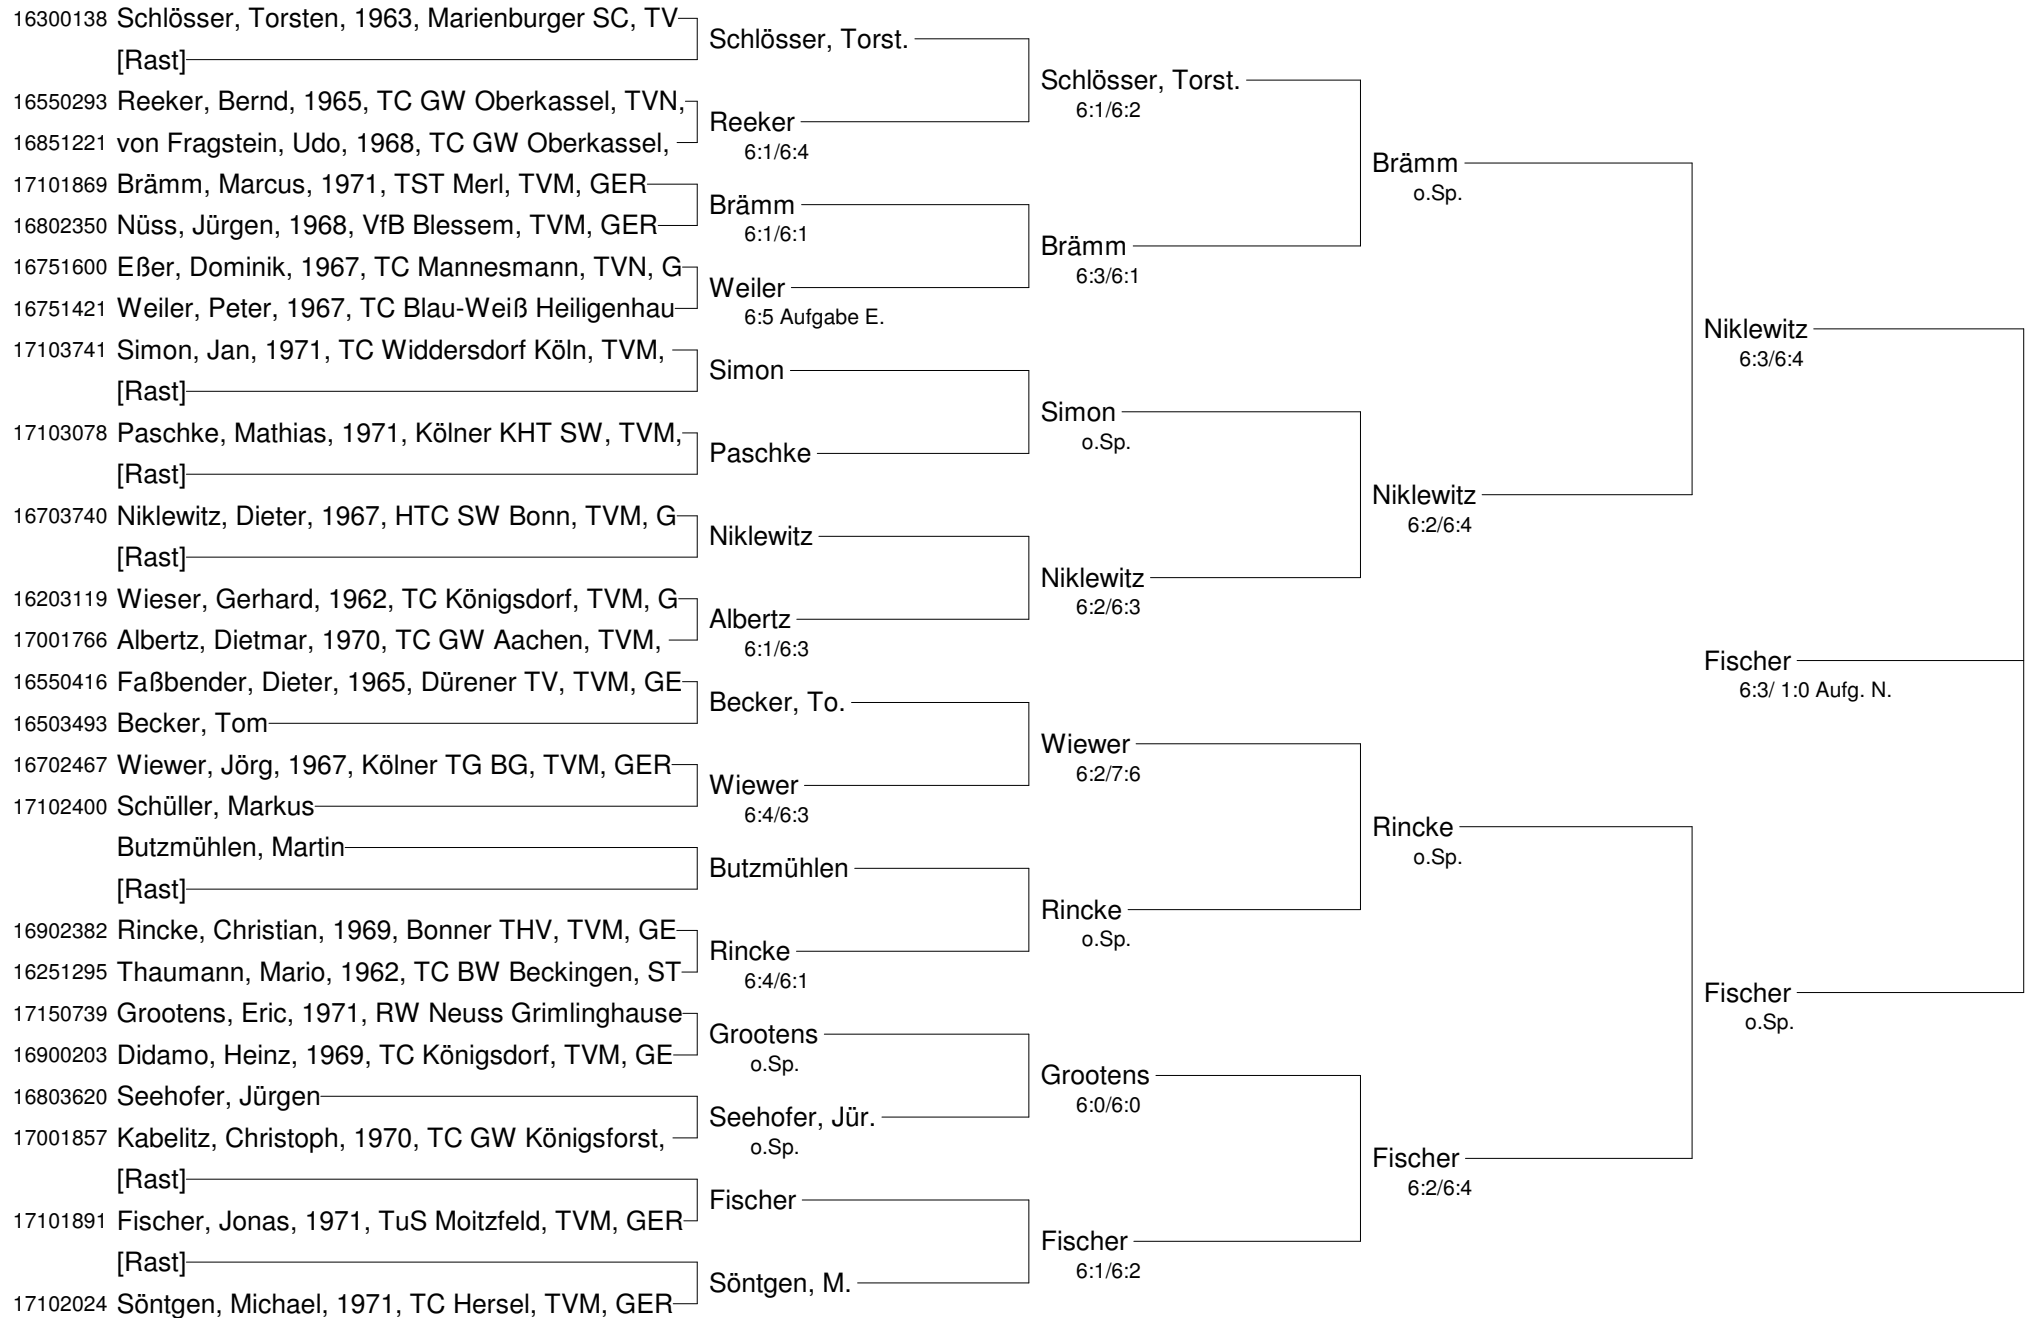 16300138 Schlösser, Torsten, 1963, Marienburger SC, TV
[Rast]
16550293 Reeker, Bernd, 1965, TC GW Oberkassel, TVN,
16851221 von Fragstein, Udo, 1968, TC GW Oberkassel,
17101869 Brämm, Marcus, 1971, TST Merl, TVM, GER
16802350 Nüss, Jürgen, 1968, VfB Blessem, TVM, GER
16751600 Eßer, Dominik, 1967, TC Mannesmann, TVN, G
16751421 Weiler, Peter, 1967, TC Blau-Weiß Heiligenhau
17103741 Simon, Jan, 1971, TC Widdersdorf Köln, TVM,
[Rast]
17103078 Paschke, Mathias, 1971, Kölner KHT SW, TVM,
[Rast]
16703740 Niklewitz, Dieter, 1967, HTC SW Bonn, TVM, G
[Rast]
16203119 Wieser, Gerhard, 1962, TC Königsdorf, TVM, G
17001766 Albertz, Dietmar, 1970, TC GW Aachen, TVM,
16550416 Faßbender, Dieter, 1965, Dürener TV, TVM, GE
16503493 Becker, Tom
16702467 Wiewer, Jörg, 1967, Kölner TG BG, TVM, GER
17102400 Schüller, Markus
Butzmühlen, Martin
[Rast]
16902382 Rincke, Christian, 1969, Bonner THV, TVM, GE
16251295 Thaumann, Mario, 1962, TC BW Beckingen, ST
17150739 Grootens, Eric, 1971, RW Neuss Grimlinghause
16900203 Didamo, Heinz, 1969, TC Königsdorf, TVM, GE
16803620 Seehofer, Jürgen
17001857 Kabelitz, Christoph, 1970, TC GW Königsforst,
[Rast]
17101891 Fischer, Jonas, 1971, TuS Moitzfeld, TVM, GER
[Rast]
17102024 Söntgen, Michael, 1971, TC Hersel, TVM, GER
Schlösser, Torst.
Reeker
6:1/6:4
Brämm
6:1/6:1
Weiler
6:5 Aufgabe E.
Simon
Paschke
Niklewitz
Albertz
6:1/6:3
Becker, To.
Wiewer
6:4/6:3
Butzmühlen
Rincke
6:4/6:1
Grootens
o.Sp.
Seehofer, Jür.
o.Sp.
Fischer
Söntgen, M.
Schlösser, Torst.
6:1/6:2
Brämm
6:3/6:1
Simon
o.Sp.
Niklewitz
6:2/6:3
Wiewer
6:2/7:6
Rincke
o.Sp.
Grootens
6:0/6:0
Fischer
6:1/6:2
Brämm
o.Sp.
Niklewitz
6:2/6:4
Rincke
o.Sp.
Fischer
6:2/6:4
Niklewitz
6:3/6:4
Fischer
6:3/ 1:0 Aufg. N.
Fischer
o.Sp.